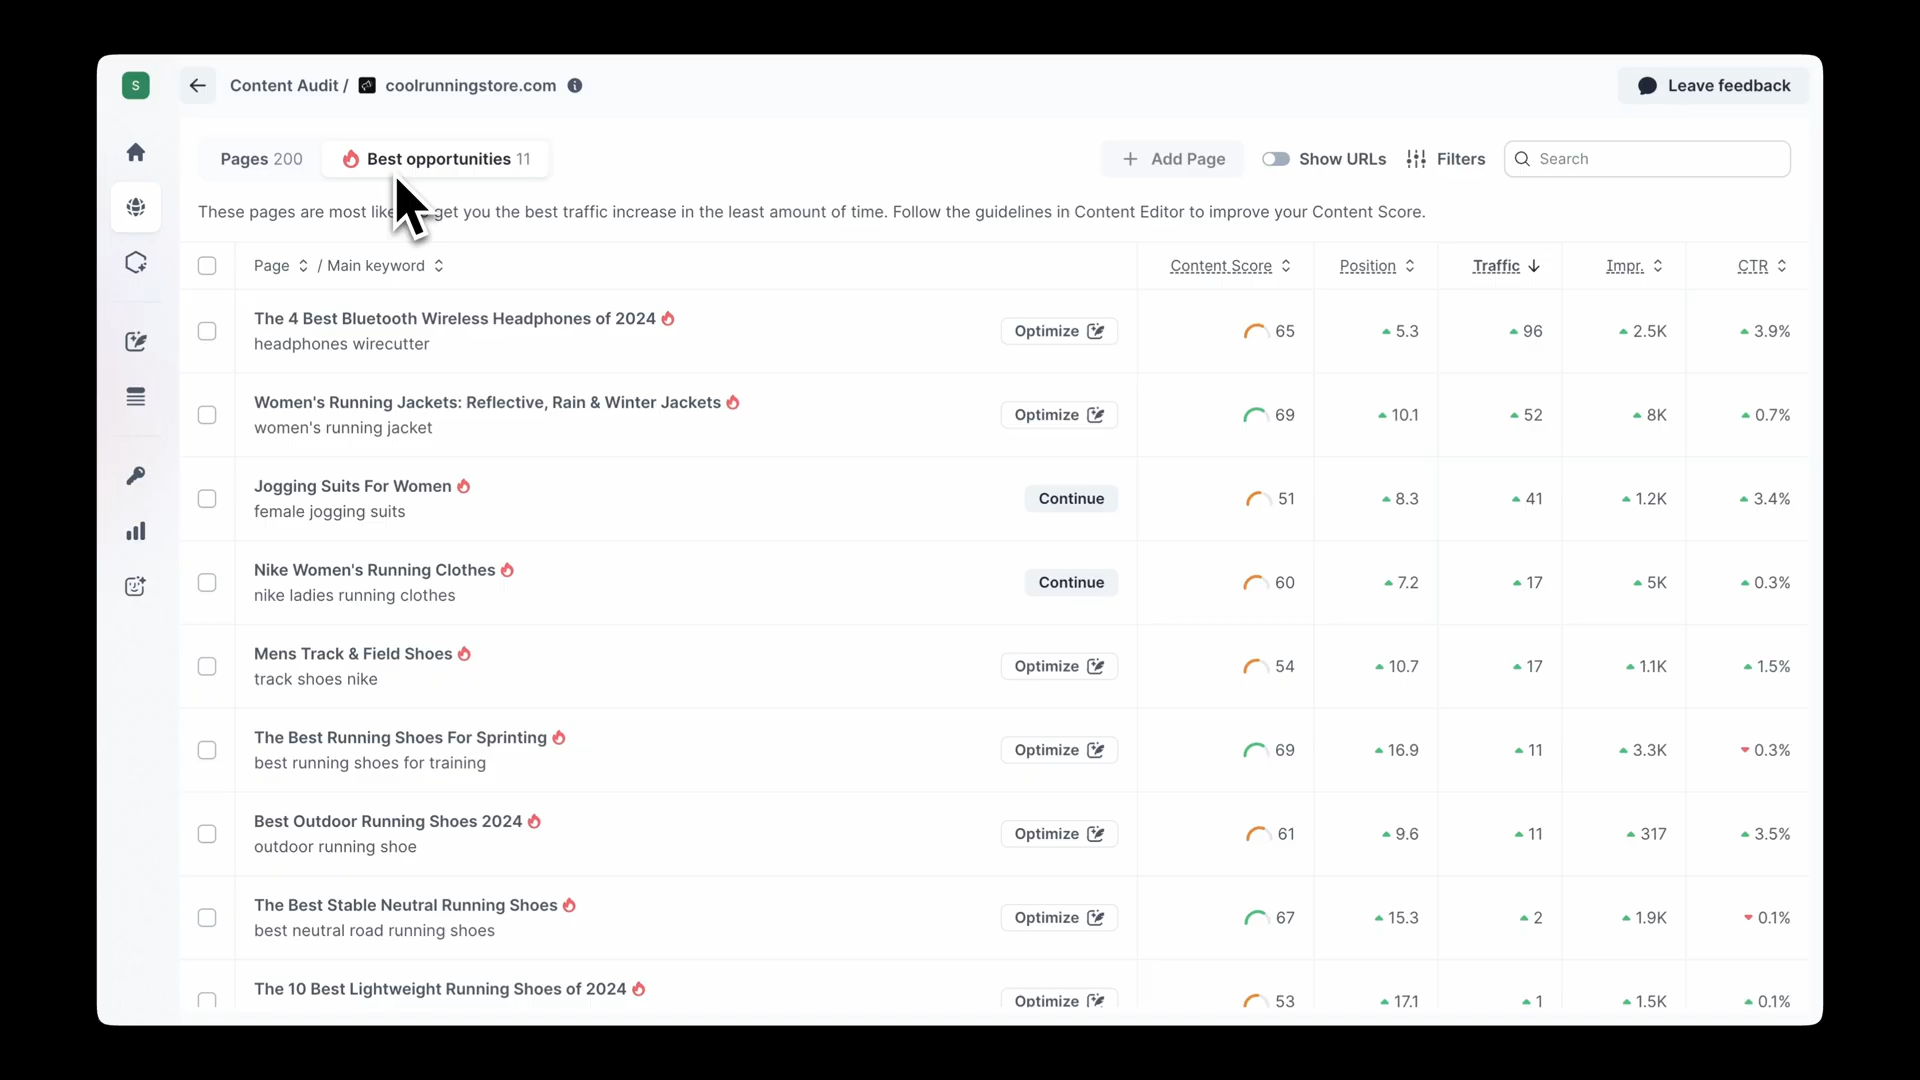 S
Content Audit / coolrunningstore.com
Leave feedback
Pages 200 Best opportunities 11
+ Add Page Show URLs Filters Search
These pages are most get you the best traffic increase in the least amount of time. Follow the guidelines in Content Editor to improve your Content Score.
Page / Main keyword Content Score Position Traffic Impr. CTR
The 4 Best Bluetooth Wireless Headphones of 2024
headphones wirecutter
Optimize 65 5.3 96 2.5K 3.9%
Women's Running Jackets: Reflective, Rain & Winter Jackets
women's running jacket
Optimize 69 10.1 52 8K 0.7%
Jogging Suits For Women
female jogging suits
Continue 51 8.3 41 1.2K 3.4%
Nike Women's Running Clothes
nike ladies running clothes
Continue 60 7.2 17 5K 0.3%
Mens Track & Field Shoes
track shoes nike
Optimize 54 10.7 17 1.1K 1.5%
The Best Running Shoes For Sprinting
best running shoes for training
Optimize 69 16.9 11 3.3K 0.3%
Best Outdoor Running Shoes 2024
outdoor running shoe
Optimize 61 9.6 11 317 3.5%
The Best Stable Neutral Running Shoes
best neutral road running shoes
Optimize 67 15.3 2 1.9K 0.1%
The 10 Best Lightweight Running Shoes of 2024
Optimize 53 17.1 1 1.5K 0.1%